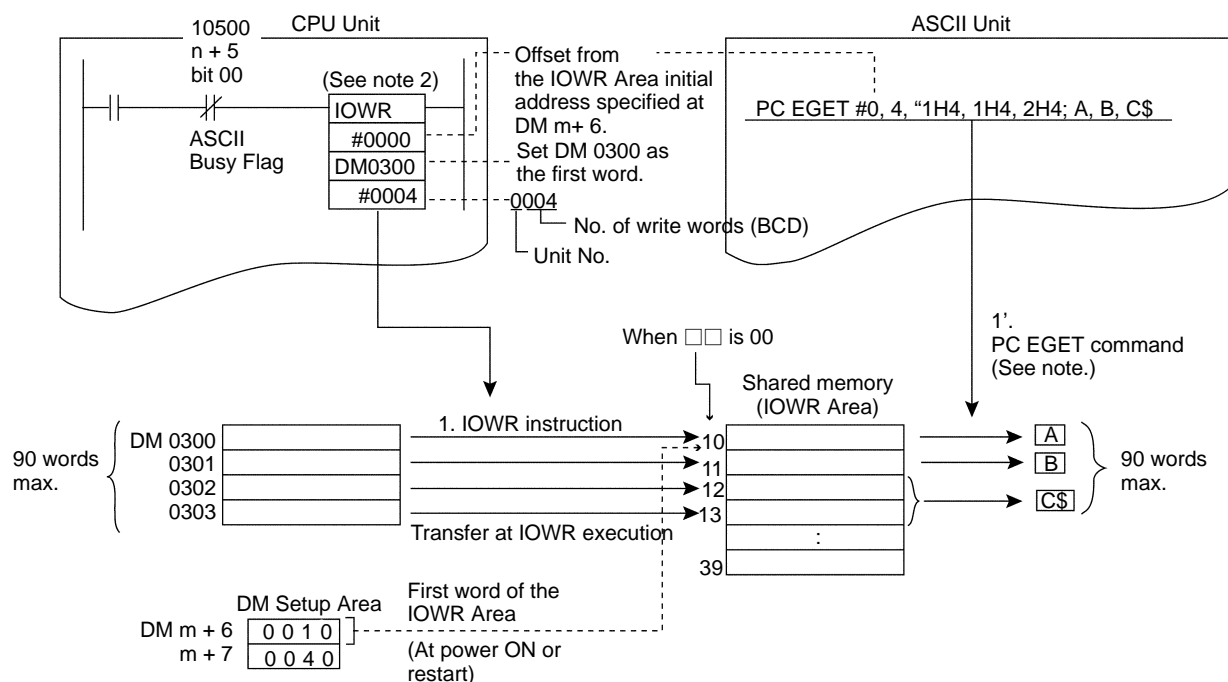 CPU Unit
ASCII Unit
10500
n + 5
bit 00
ASCII
Busy Flag
(See note 2)
IOWR
#0000
DM0300
#0004
Offset from
the IOWR Area initial
address specified at
DM m+ 6.
Set DM 0300 as
the first word.
0004
No. of write words (BCD)
Unit No.
PC EGET #0, 4, “1H4, 1H4, 2H4; A, B, C$
1’.
PC EGET command
(See note.)
When □□ is 00
Shared memory
(IOWR Area)
90 words
max.
DM 0300
0301
0302
0303
1. IOWR instruction
Transfer at IOWR execution
10
11
12
13
:
39
A
B
C$
90 words
max.
DM Setup Area
DM m + 6
0 0 1 0
m + 7
0 0 4 0
First word of the
IOWR Area
(At power ON or
restart)